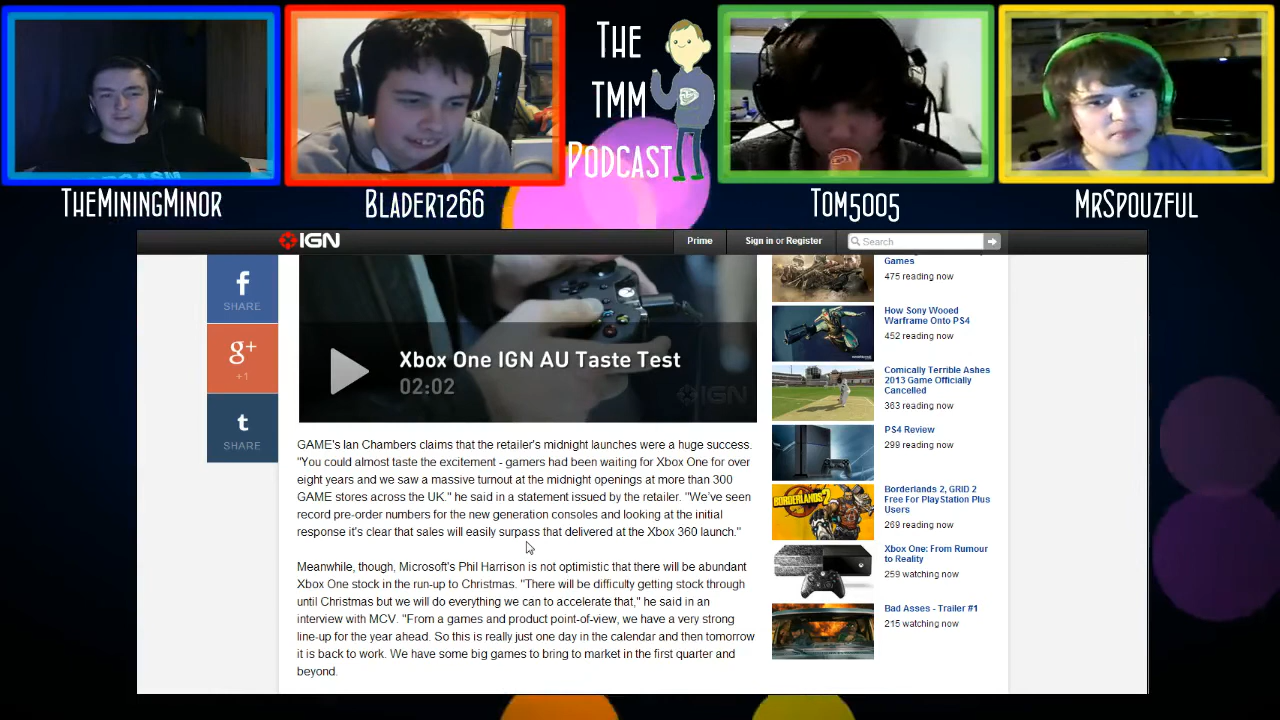 The
TMM
Podcast
TheMiningMinor
Blader1266
Tom5005
MrSpouzful
IGN
Prime
Sign in or Register
Search
SHARE
g+
+1
SHARE
Xbox One IGN AU Taste Test
02:02
IGN
GAME's Ian Chambers claims that the retailer's midnight launches were a huge success.
"You could almost taste the excitement - gamers had been waiting for Xbox One for over
eight years and we saw a massive turnout at the midnight openings at more than 300
GAME stores across the UK." he said in a statement issued by the retailer. "We've seen
record pre-order numbers for the new generation consoles and looking at the initial
response it's clear that sales will easily surpass that delivered at the Xbox 360 launch."
Meanwhile, though, Microsoft's Phil Harrison is not optimistic that there will be abundant
Xbox One stock in the run-up to Christmas. "There will be difficulty getting stock through
until Christmas but we will do everything we can to accelerate that," he said in an
interview with MCV. "From a games and product point-of-view, we have a very strong
line-up for the year ahead. So this is really just one day in the calendar and then tomorrow
it is back to work. We have some big games to bring to market in the first quarter and
beyond.
Games
475 reading now
How Sony Wooed
Warframe Onto PS4
452 reading now
Comically Terrible Ashes
2013 Game Officially
Cancelled
363 reading now
PS4 Review
299 reading now
Borderlands 2, GRID 2
Free For PlayStation Plus
Users
269 reading now
Xbox One: From Rumour
to Reality
259 watching now
Bad Asses - Trailer #1
215 watching now